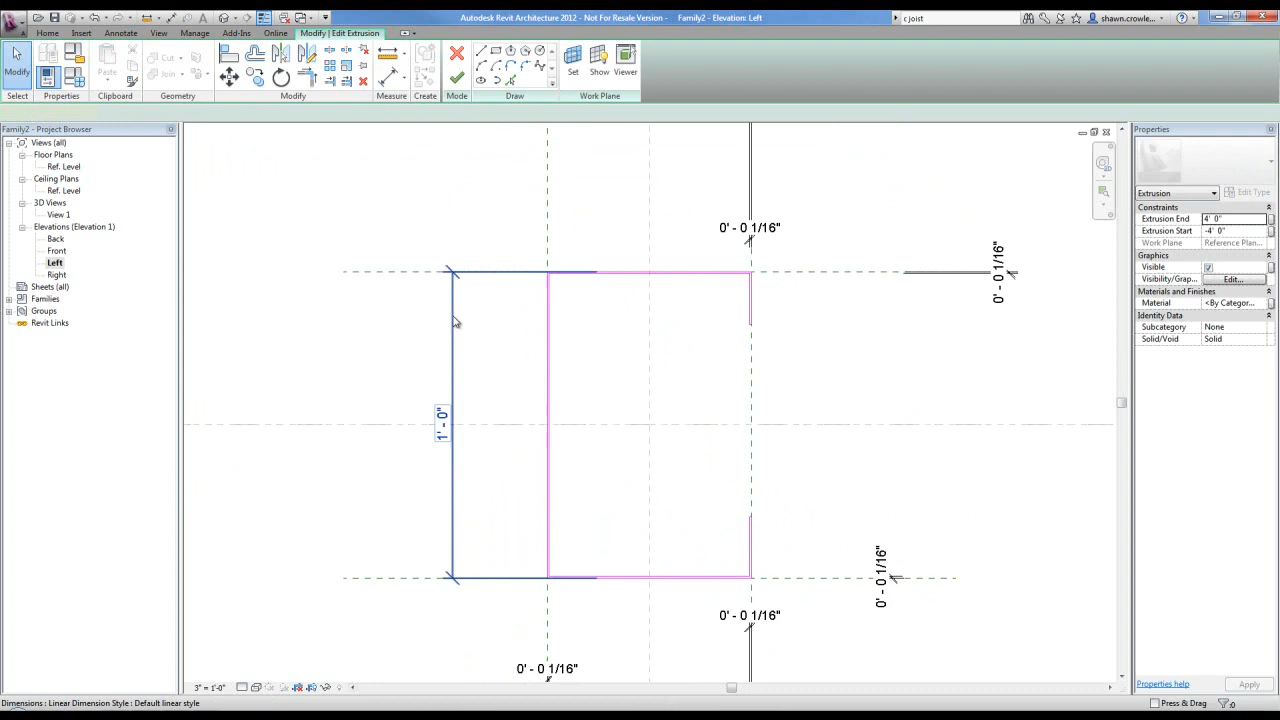 Autodesk Revit Architecture 2012 - Not For Resale Version - Family2 - Elevation: Left
c joist
shawn.crowle...
Home Insert Annotate View Manage Add-Ins Online Modify | Edit Extrusion
Modify
Paste
Cut
Join
Set Show Viewer
Select Properties Clipboard Geometry Modify Measure Create Mode Draw Work Plane
Family2 - Project Browser
Views (all)
Floor Plans
Ref. Level
Ceiling Plans
Ref. Level
3D Views
View 1
Elevations (Elevation 1)
Back
Front
Left
Right
Sheets (all)
Families
Groups
Revit Links
0' - 0 1/16"
0' - 0 1/16"
1' - 0"
0' - 0 1/16"
0' - 0 1/16"
0' - 0 1/16"
Properties
Extrusion
Edit Type
Constraints
Extrusion End 4' 0"
Extrusion Start -4' 0"
Work Plane Reference Plan...
Graphics
Visible
Visibility/Grap... Edit...
Materials and Finishes
Material <By Categor...
Identity Data
Subcategory None
Solid/Void Solid
Properties help
Apply
3" = 1'-0"
Dimensions : Linear Dimension Style : Default linear style
Press & Drag
:0